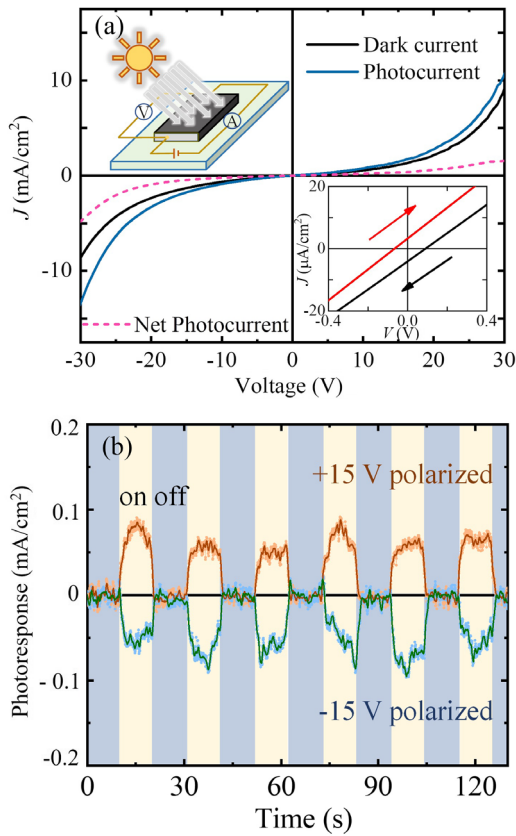 (a)
Dark current
Photocurrent
V
A
J (mA/cm²)
10
0
-10
20
0
-20
J (μA/cm²)
-0.4 0.0 0.4
V (V)
Net Photocurrent
-30 -20 -10 0 10 20 30
Voltage (V)
(b)
+15 V polarized
on off
-15 V polarized
Photoresponse (mA/cm²)
0.2
0.1
0
-0.1
-0.2
0 30 60 90 120
Time (s)